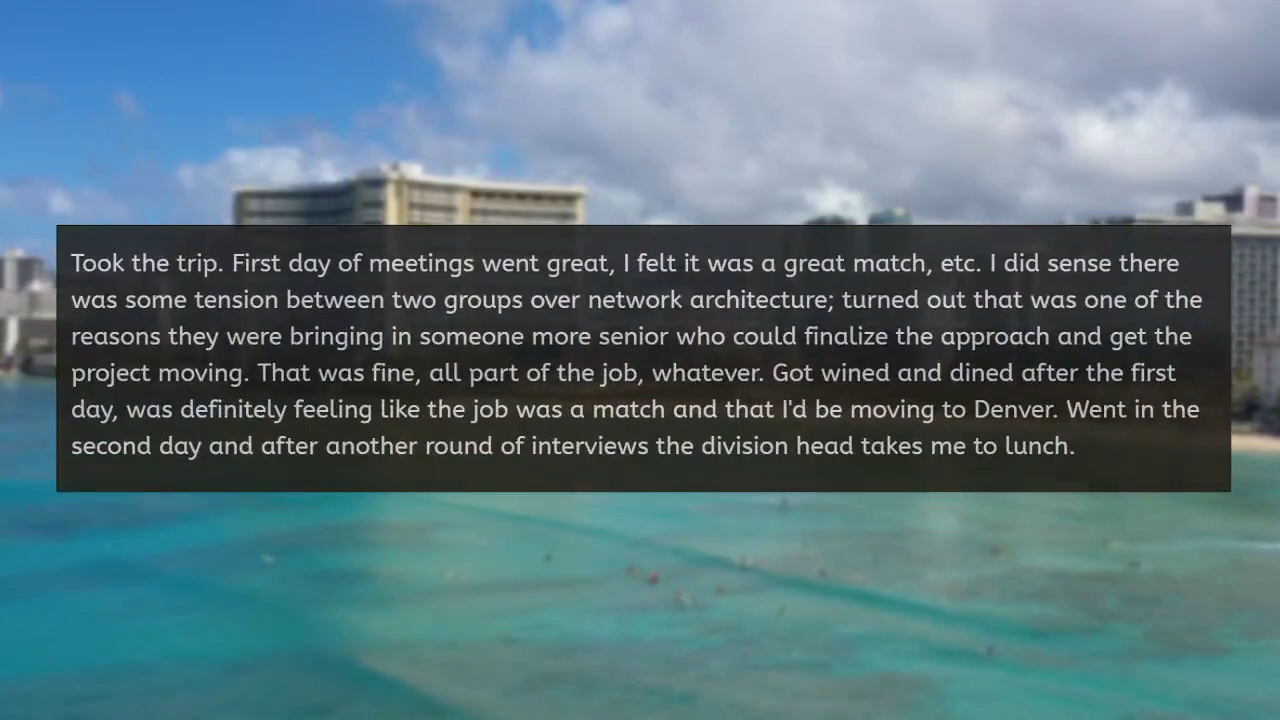 Took the trip. First day of meetings went great, I felt it was a great match, etc. I did sense there
was some tension between two groups over network architecture; turned out that was one of the
reasons they were bringing in someone more senior who could finalize the approach and get the
project moving. That was fine, all part of the job, whatever. Got wined and dined after the first
day, was definitely feeling like the job was a match and that I'd be moving to Denver. Went in the
second day and after another round of interviews the division head takes me to lunch.